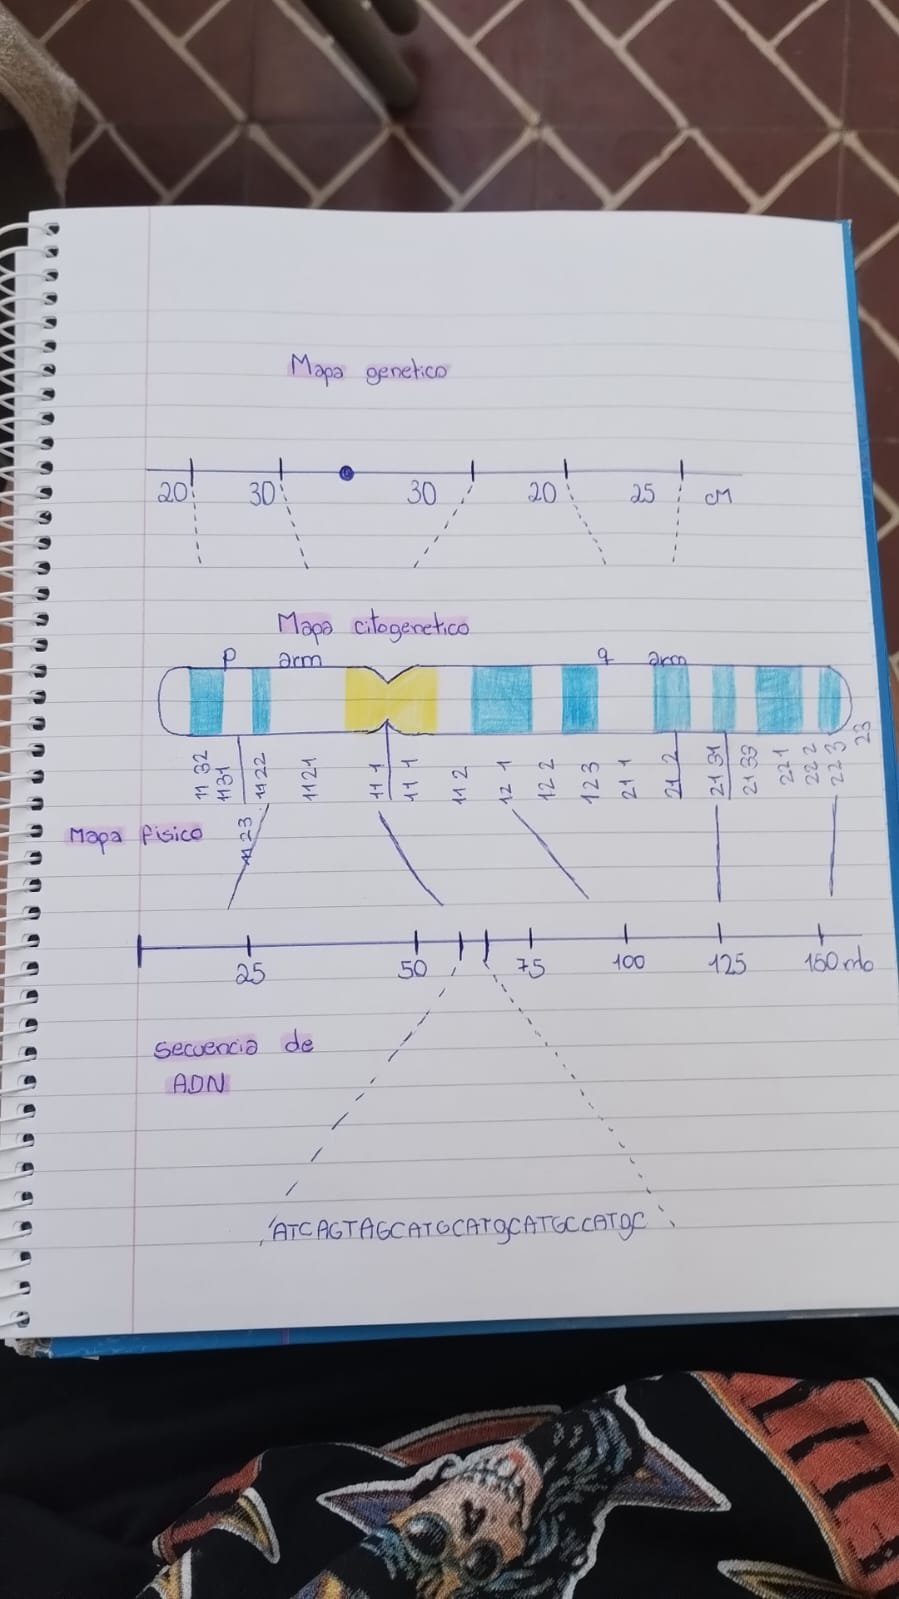 Mapa genetico
20 30 30 20 25 cM
Mapa citogenetico
p arm q arm
11 32
11 31
11 23
11 22
11 21
11 1
11 1
11 2
12 1
12 2
12 3
21 1
21 2
21 31
21 33
22 1
22 2
22 3
23
Mapa fisico
25 50 75 100 125 150 mb
secuencia de
ADN
ATCAGTAGCATGCATGCATGCCATGC